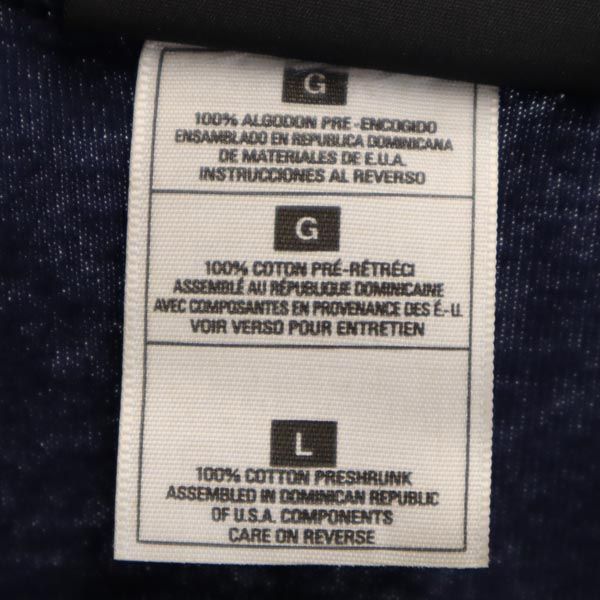 G
100% ALGODON PRE-ENCOGIDO
ENSAMBLADO EN REPUBLICA DOMINICANA
DE MATERIALES DE E.U.A.
INSTRUCCIONES AL REVERSO
G
100% COTON PRÉ-RÉTRÉCI
ASSEMBLÉ AU RÉPUBLIQUE DOMINICAINE
AVEC COMPOSANTES EN PROVENANCE DES É.-U.
VOIR VERSO POUR ENTRETIEN
L
100% COTTON PRESHRUNK
ASSEMBLED IN DOMINICAN REPUBLIC
OF U.S.A. COMPONENTS
CARE ON REVERSE